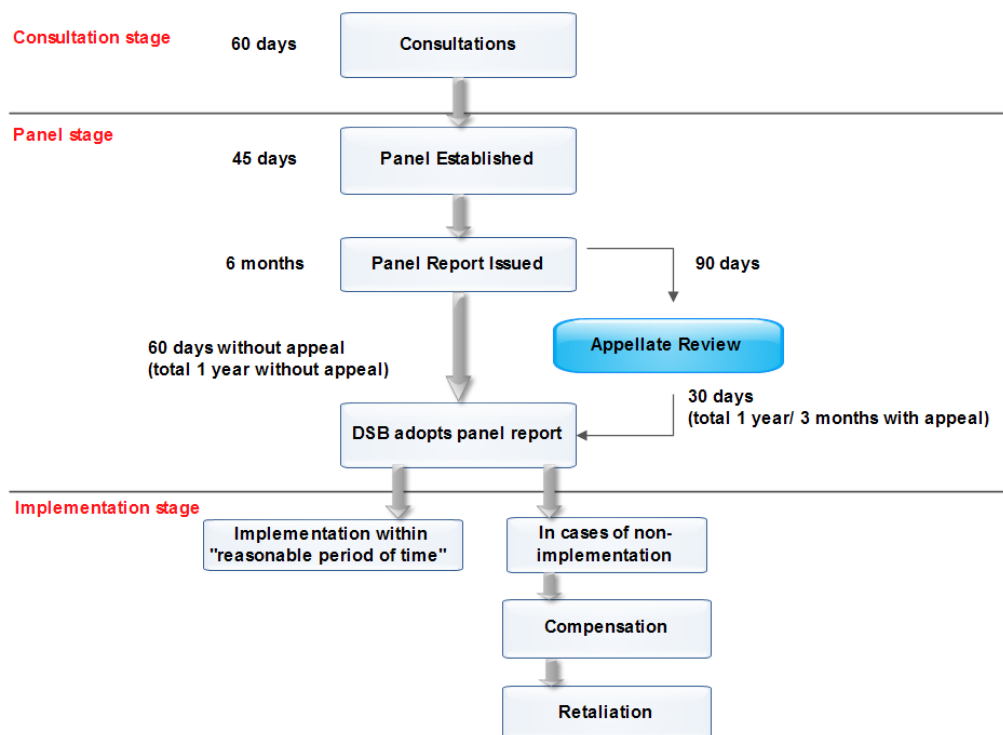 Consultation stage
60 days
Consultations
Panel stage
45 days
Panel Established
6 months
Panel Report Issued
90 days
60 days without appeal
(total 1 year without appeal)
Appellate Review
30 days
(total 1 year/ 3 months with appeal)
DSB adopts panel report
Implementation stage
Implementation within
"reasonable period of time"
In cases of non-
implementation
Compensation
Retaliation